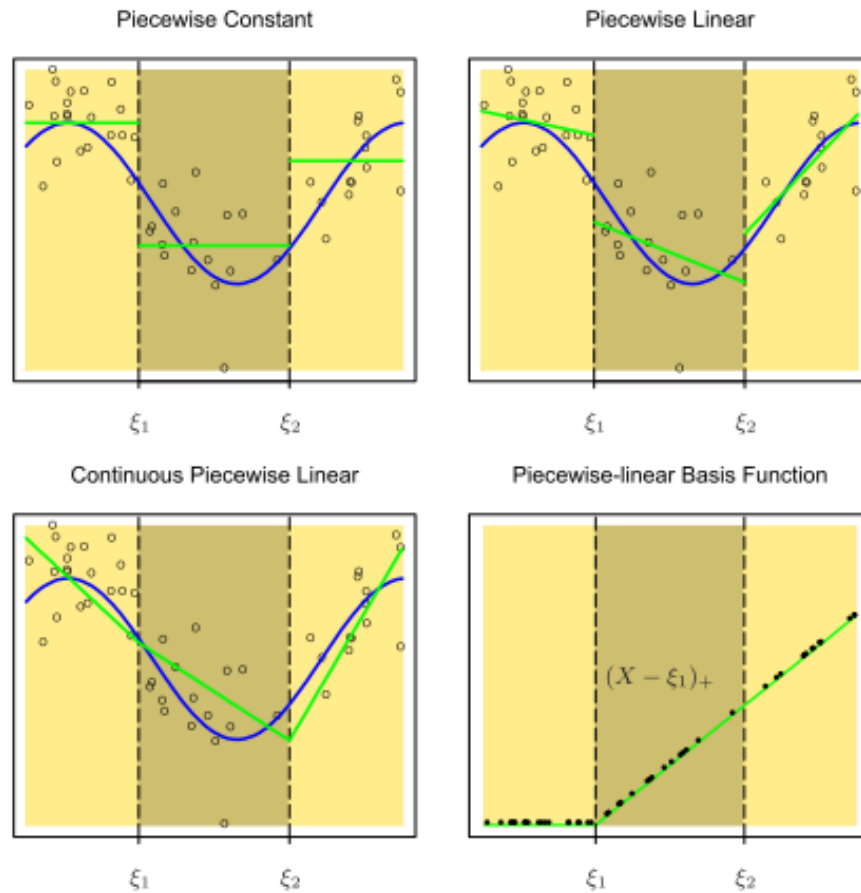 Piecewise Constant
Piecewise Linear
ξ₁ ξ₂
ξ₁ ξ₂
Continuous Piecewise Linear
Piecewise-linear Basis Function
(X − ξ₁)₊
ξ₁ ξ₂
ξ₁ ξ₂